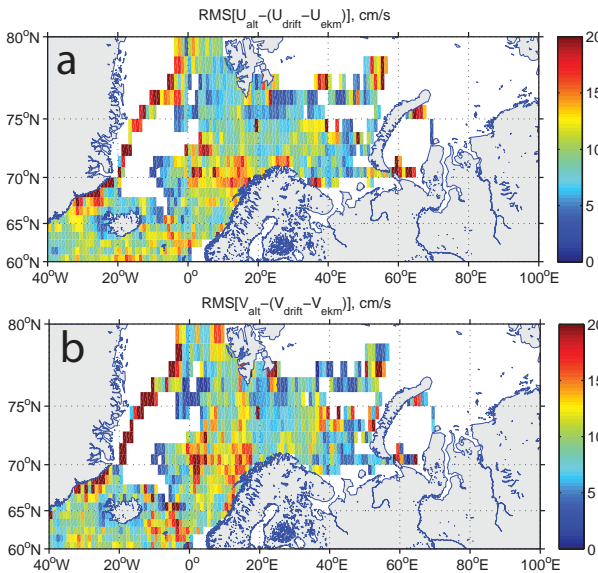 RMS[U_alt−(U_drift−U_ekm)], cm/s
a
80°N
75°N
70°N
65°N
60°N
40°W 20°W 0° 20°E 40°E 60°E 80°E 100°E
20
15
10
5
0
RMS[V_alt−(V_drift−V_ekm)], cm/s
b
80°N
75°N
70°N
65°N
60°N
40°W 20°W 0° 20°E 40°E 60°E 80°E 100°E
20
15
10
5
0